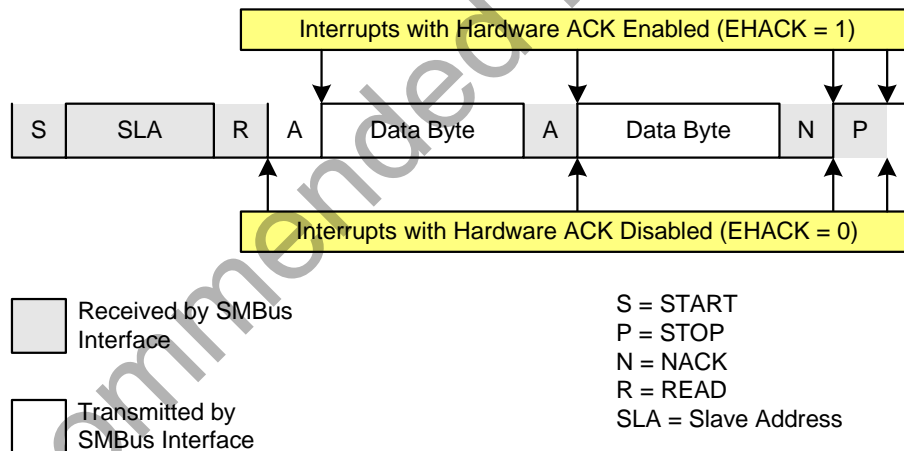 Interrupts with Hardware ACK Enabled (EHACK = 1)
S SLA R A Data Byte A Data Byte N P
Interrupts with Hardware ACK Disabled (EHACK = 0)
Received by SMBus
Interface
Transmitted by
SMBus Interface
S = START
P = STOP
N = NACK
R = READ
SLA = Slave Address
ommended